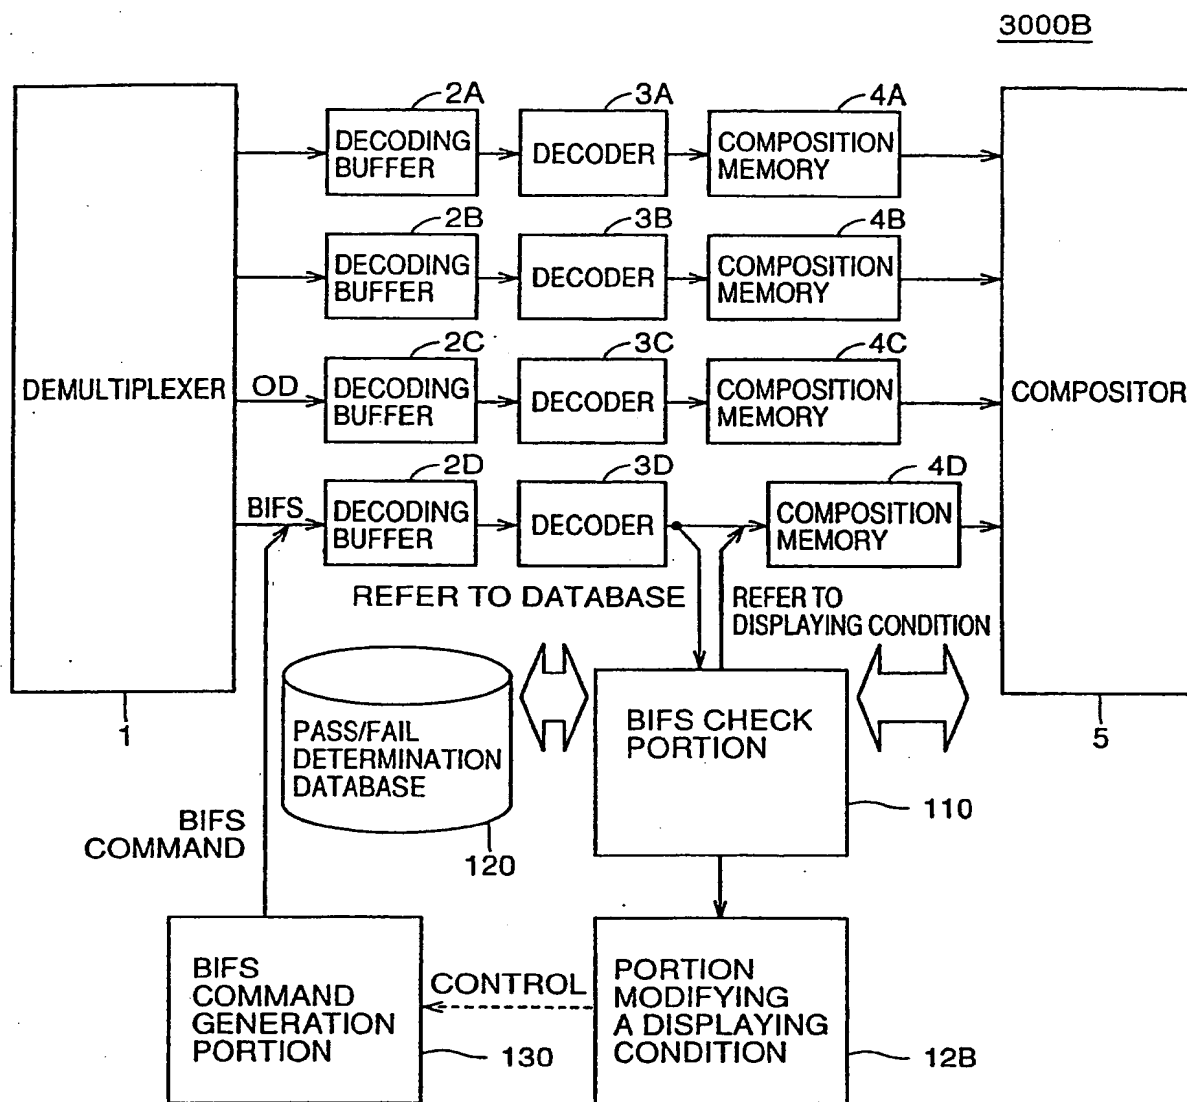 3000B
2A
3A
4A
DECODING
BUFFER
DECODER
COMPOSITION
MEMORY
2B
3B
4B
DECODING
BUFFER
DECODER
COMPOSITION
MEMORY
2C
3C
4C
DEMULTIPLEXER
OD
DECODING
BUFFER
DECODER
COMPOSITION
MEMORY
COMPOSITOR
2D
3D
4D
BIFS
DECODING
BUFFER
DECODER
COMPOSITION
MEMORY
REFER TO DATABASE
REFER TO
DISPLAYING CONDITION
1
PASS/FAIL
DETERMINATION
DATABASE
BIFS CHECK
PORTION
5
BIFS
COMMAND
120
110
BIFS
COMMAND
GENERATION
PORTION
CONTROL
PORTION
MODIFYING
A DISPLAYING
CONDITION
130
12B